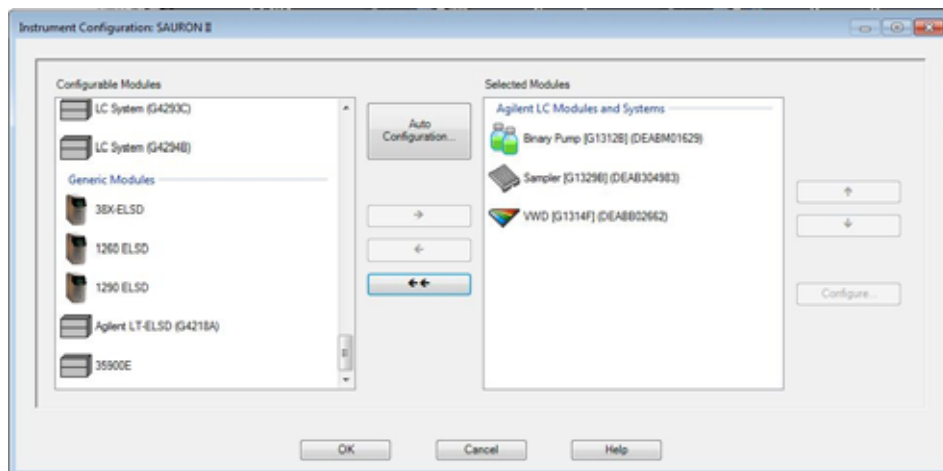 Instrument Configuration: SAURON II
Configurable Modules
LC System (G4293C)
LC System (G4294B)
Generic Modules
38X-ELSD
1260 ELSD
1290 ELSD
Agilent LT-ELSD (G4218A)
35900E
Auto
Configuration...
Selected Modules
Agilent LC Modules and Systems
Binary Pump [G1312B] (DEABM01629)
Sampler [G1329B] (DEAB304983)
VWD [G1314F] (DEABB02662)
Configure...
OK
Cancel
Help